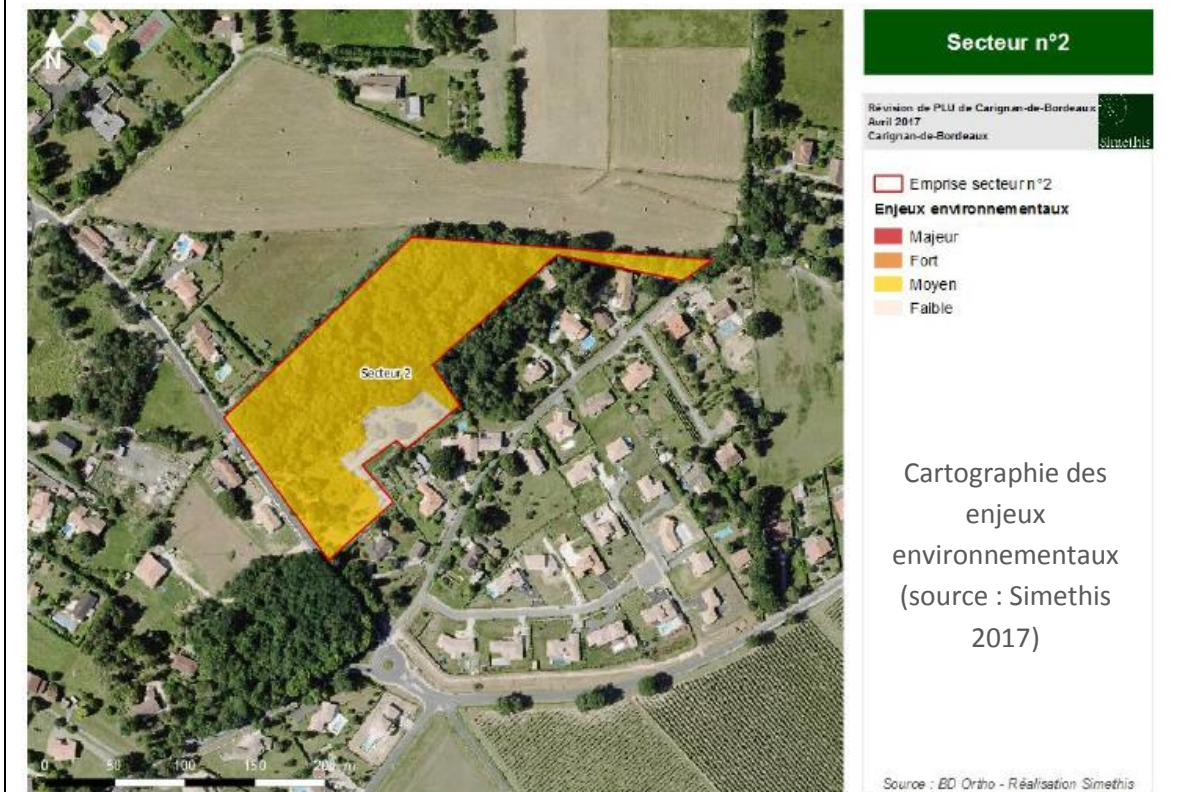 N
Secteur 2
0 50 100 150 200 m
Secteur n°2
Révision de PLU de Carignan-de-Bordeaux
Avril 2017
Carignan-de-Bordeaux
Simethis
Emprise secteur n°2
Enjeux environnementaux
Majeur
Fort
Moyen
Faible
Cartographie des
enjeux
environnementaux
(source : Simethis
2017)
Source : BD Ortho - Réalisation Simethis